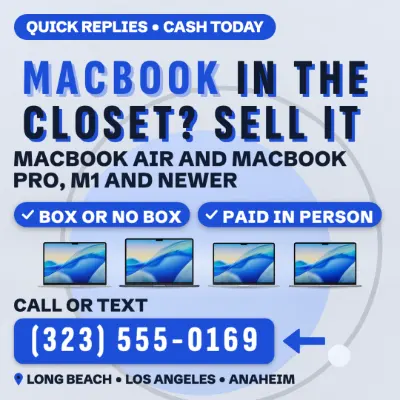 QUICK REPLIES • CASH TODAY
MACBOOK IN THE
CLOSET? SELL IT
MACBOOK AIR AND MACBOOK
PRO, M1 AND NEWER
✓ BOX OR NO BOX ✓ PAID IN PERSON
CALL OR TEXT
(323) 555-0169
LONG BEACH • LOS ANGELES • ANAHEIM